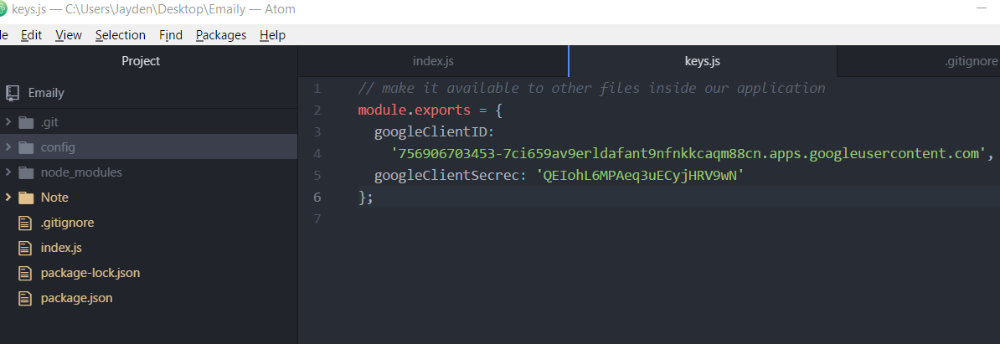 keys.js — C:\Users\Jayden\Desktop\Emaily — Atom
le Edit View Selection Find Packages Help
Project
index.js
keys.js
.gitignore
Emaily
.git
config
node_modules
Note
.gitignore
index.js
package-lock.json
package.json
1 // make it available to other files inside our application
2 module.exports = {
3 googleClientID:
4 '756906703453-7ci659av9erldafant9nfnkkcaqm88cn.apps.googleusercontent.com',
5 googleClientSecrec: 'QEIohL6MPAeq3uECyjHRV9wN'
6 };
7